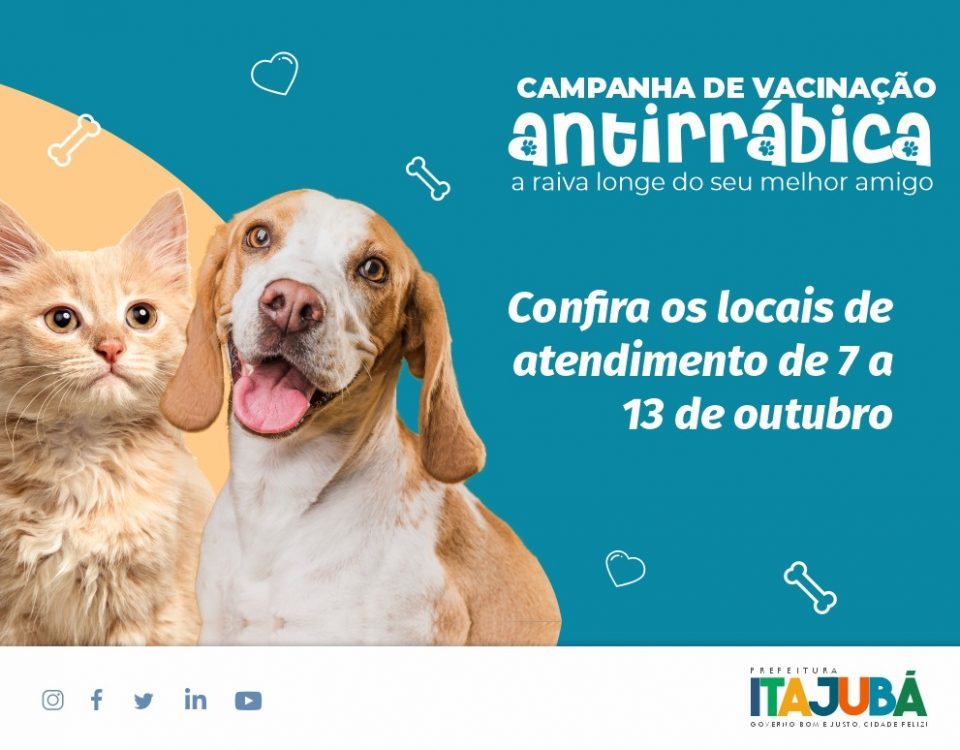 CAMPANHA DE VACINAÇÃO
antirrábica
a raiva longe do seu melhor amigo
Confira os locais de
atendimento de 7 a
13 de outubro
PREFEITURA
ITAJUBÁ
GOVERNO BOM E JUSTO, CIDADE FELIZ!